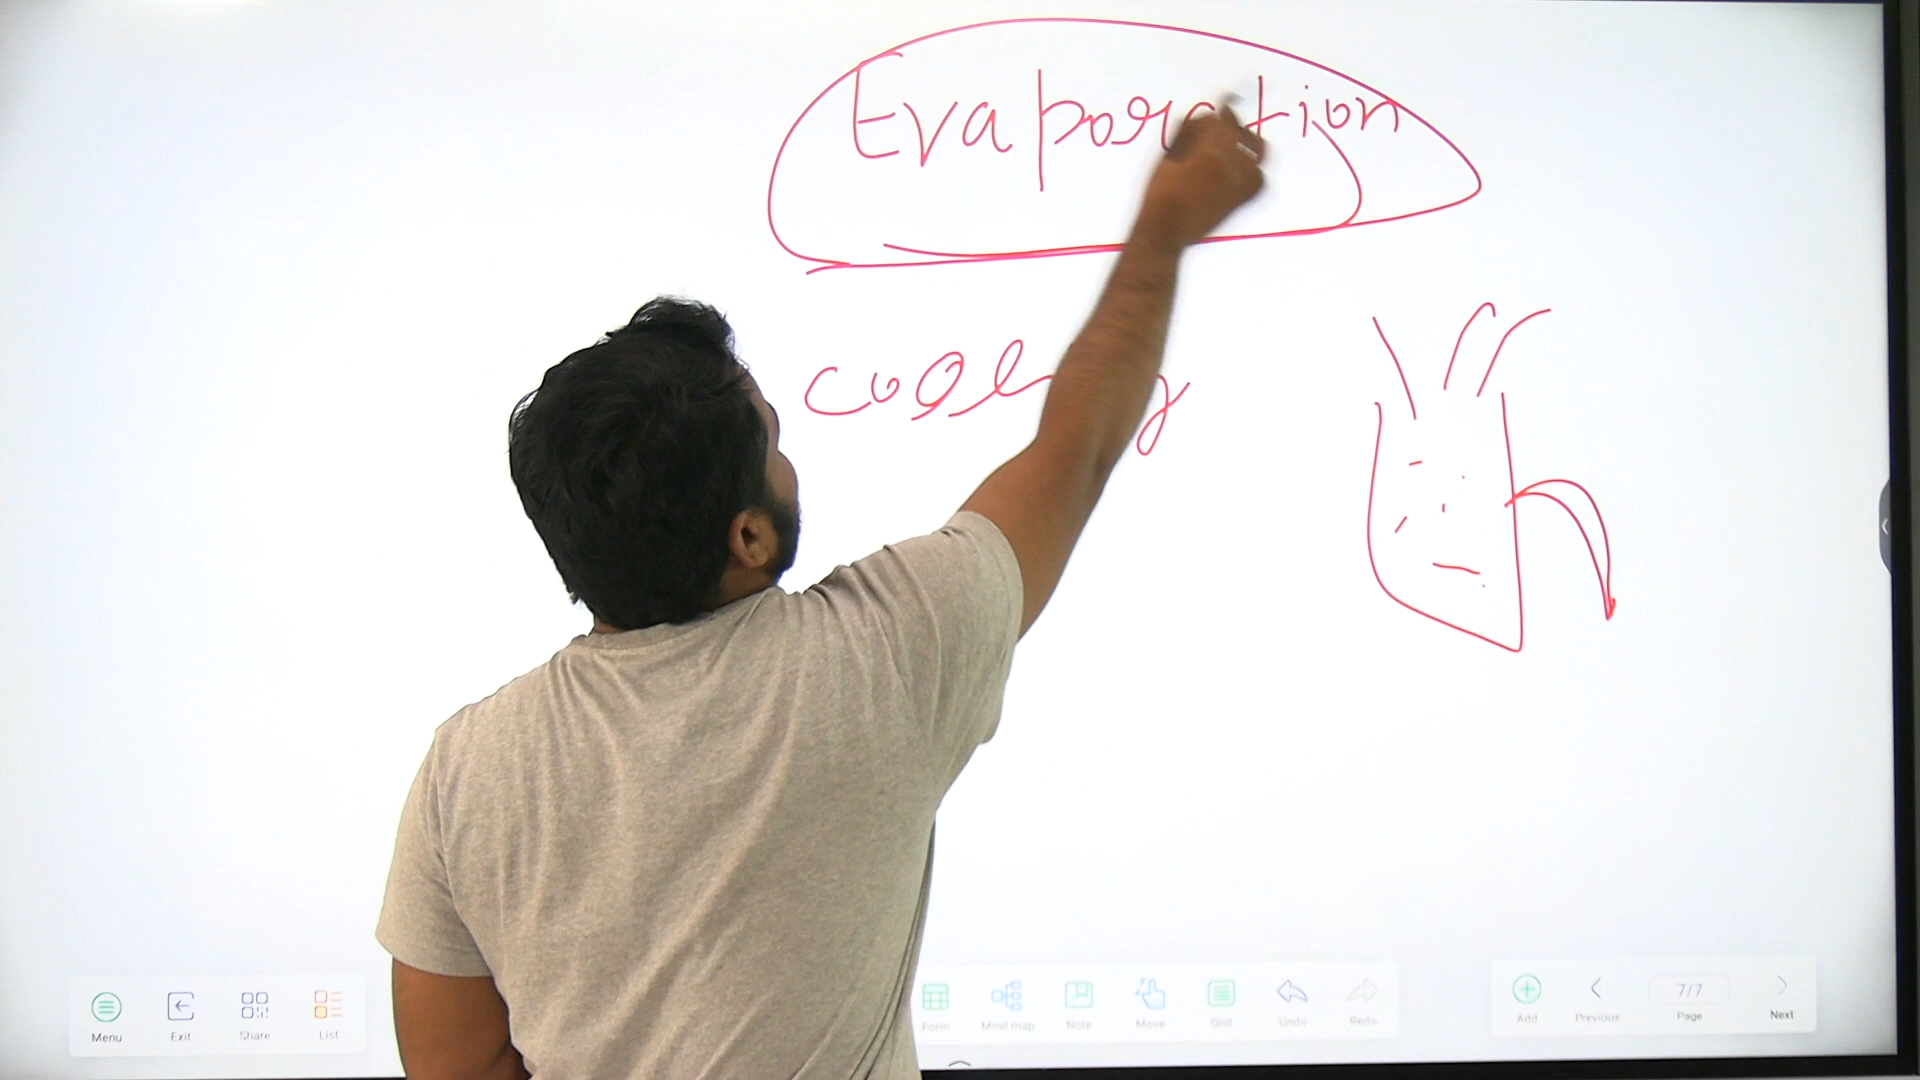 Evaporation
cooling
Menu
Exit
Share
List
Form
Mind map
Note
Move
Grid
Undo
Redo
Add
Previous
7/7
Page
Next